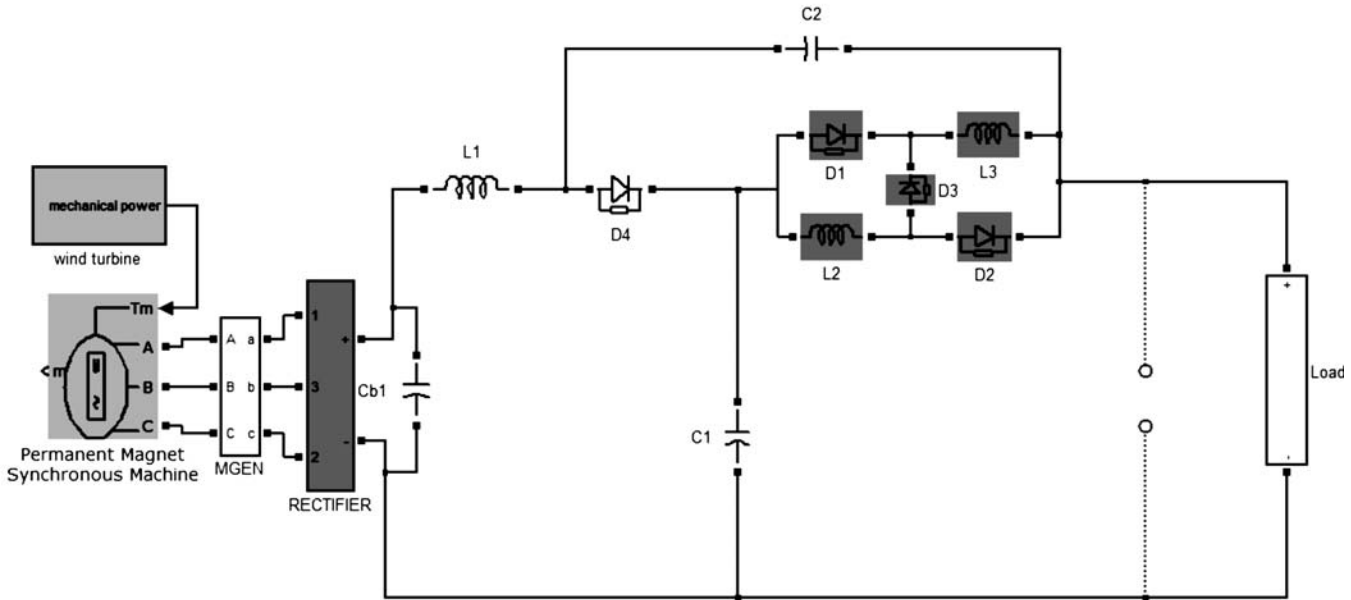 C2
L1
D4
D1
L3
D3
L2
D2
mechanical power
wind turbine
Tm
m
A
B
C
Permanent Magnet
Synchronous Machine
A a
B b
C c
MGEN
1
3
2
+
-
RECTIFIER
Cb1
C1
+
-
Load